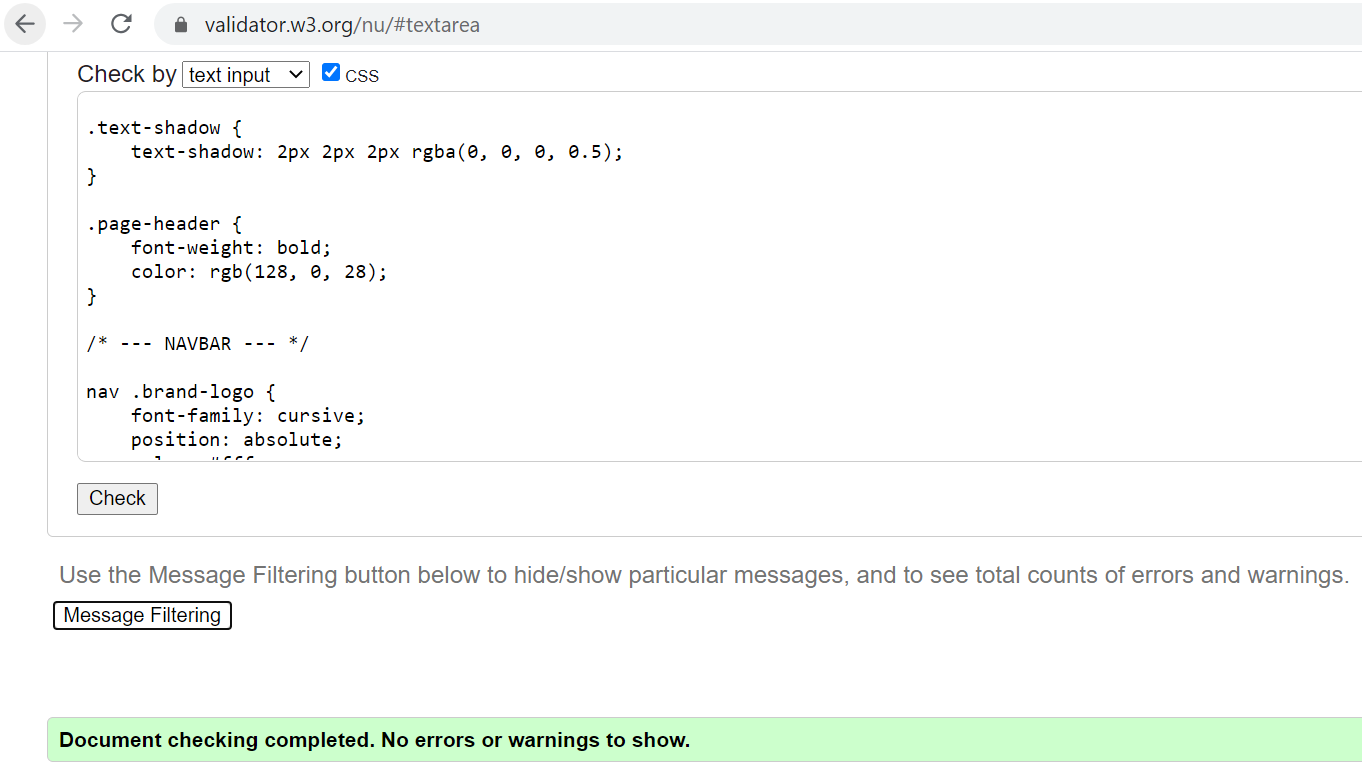 validator.w3.org/nu/#textarea
Check by text input CSS
.text-shadow {
    text-shadow: 2px 2px 2px rgba(0, 0, 0, 0.5);
}
.page-header {
    font-weight: bold;
    color: rgb(128, 0, 28);
}
/* --- NAVBAR --- */
nav .brand-logo {
    font-family: cursive;
    position: absolute;
Check
Use the Message Filtering button below to hide/show particular messages, and to see total counts of errors and warnings.
Message Filtering
Document checking completed. No errors or warnings to show.